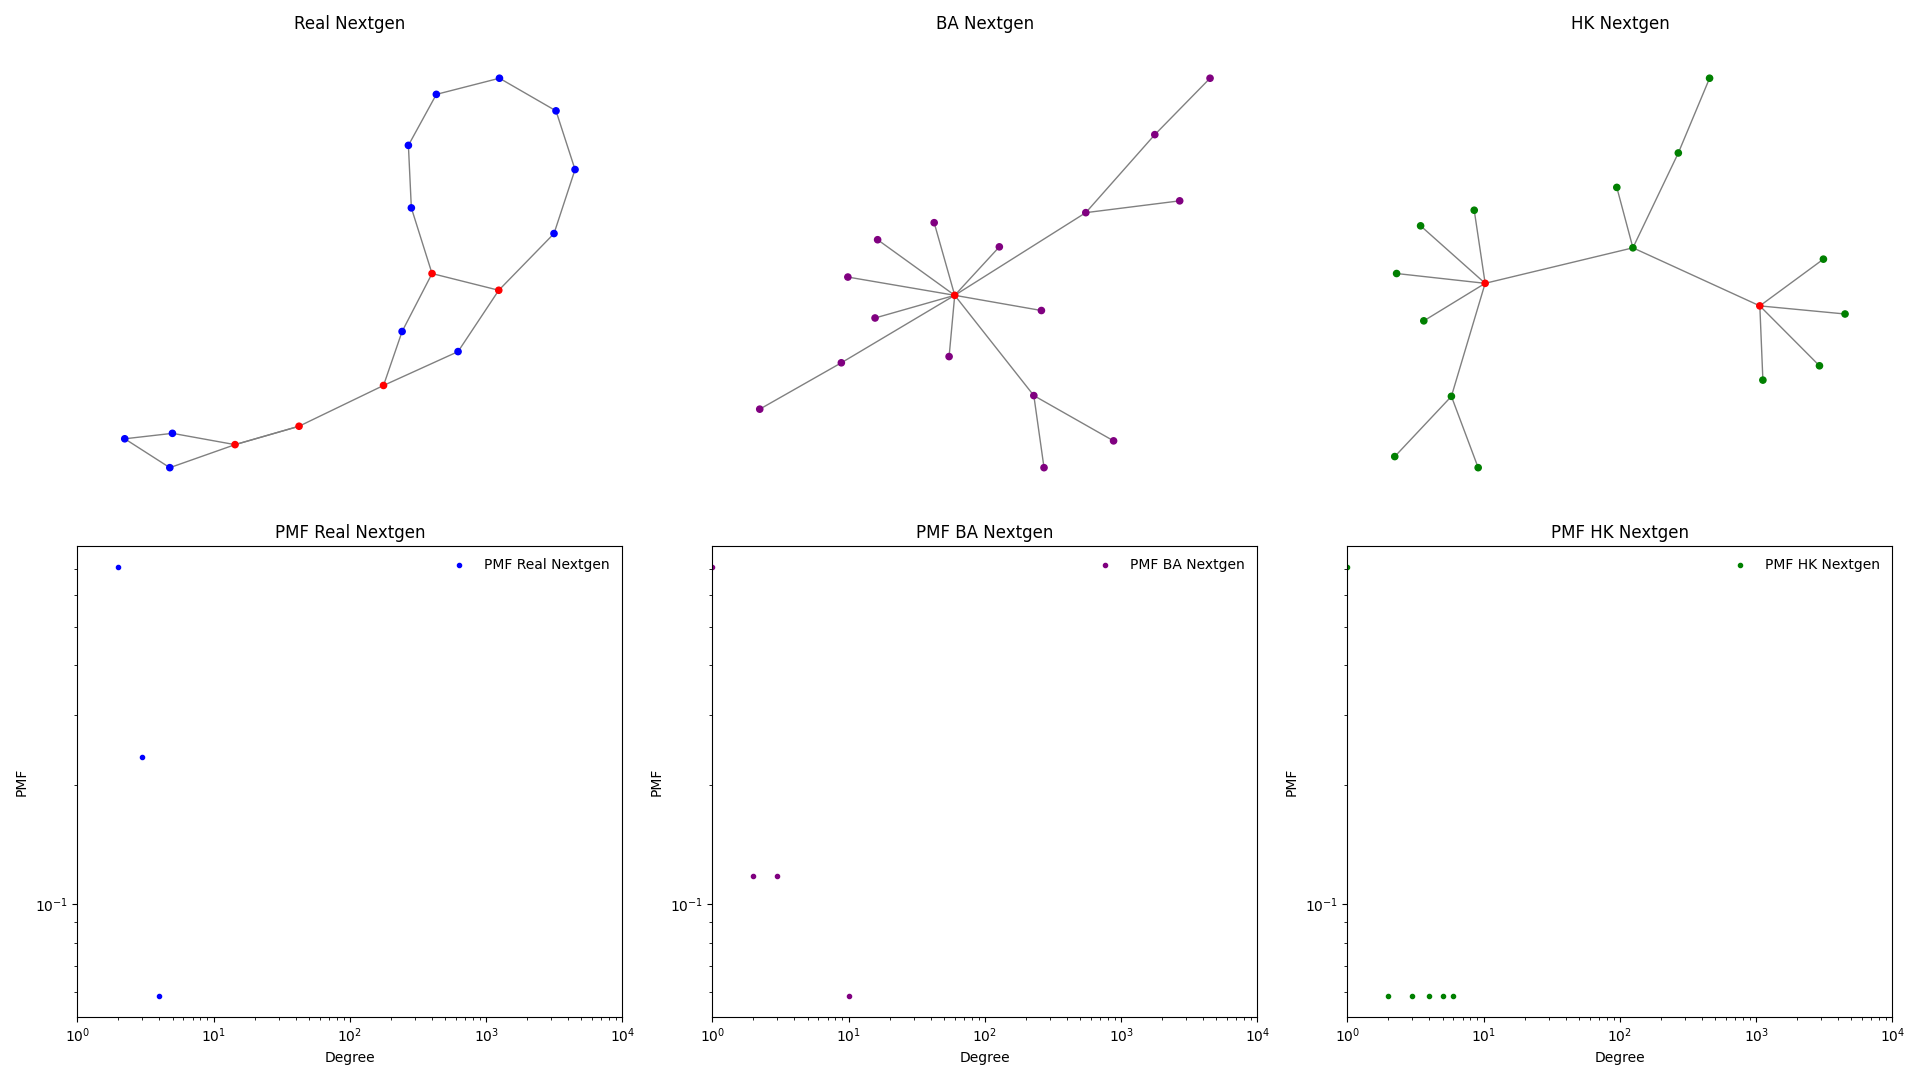 Real Nextgen
BA Nextgen
HK Nextgen
PMF Real Nextgen
PMF Real Nextgen
PMF
10⁻¹
10⁰ 10¹ 10² 10³ 10⁴
Degree
PMF BA Nextgen
PMF BA Nextgen
PMF
10⁻¹
10⁰ 10¹ 10² 10³ 10⁴
Degree
PMF HK Nextgen
PMF HK Nextgen
PMF
10⁻¹
10⁰ 10¹ 10² 10³ 10⁴
Degree